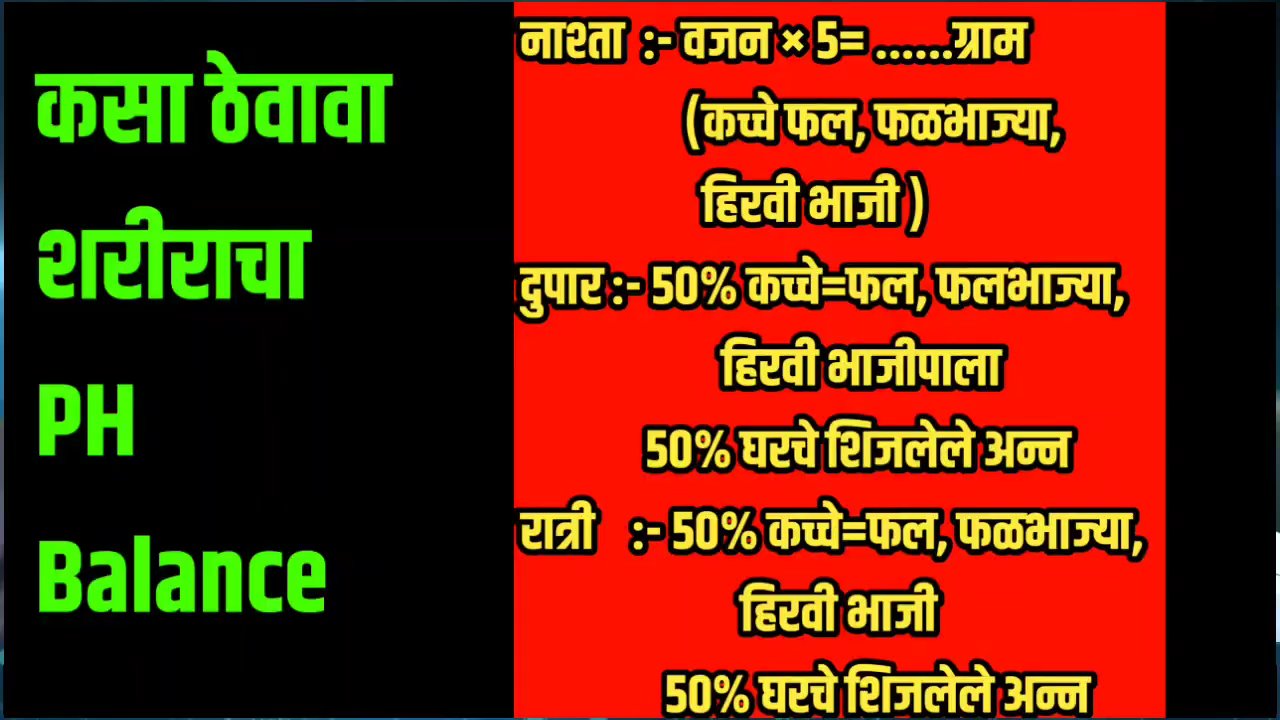 कसा ठेवावा
शरीराचा
PH
Balance
नाश्ता :- वजन × 5= ......ग्राम
(कच्चे फल, फळभाज्या,
हिरवी भाजी )
दुपार :- 50% कच्चे=फल, फलभाज्या,
हिरवी भाजीपाला
50% घरचे शिजलेले अन्न
रात्री :- 50% कच्चे=फल, फळभाज्या,
हिरवी भाजी
50% घरचे शिजलेले अन्न